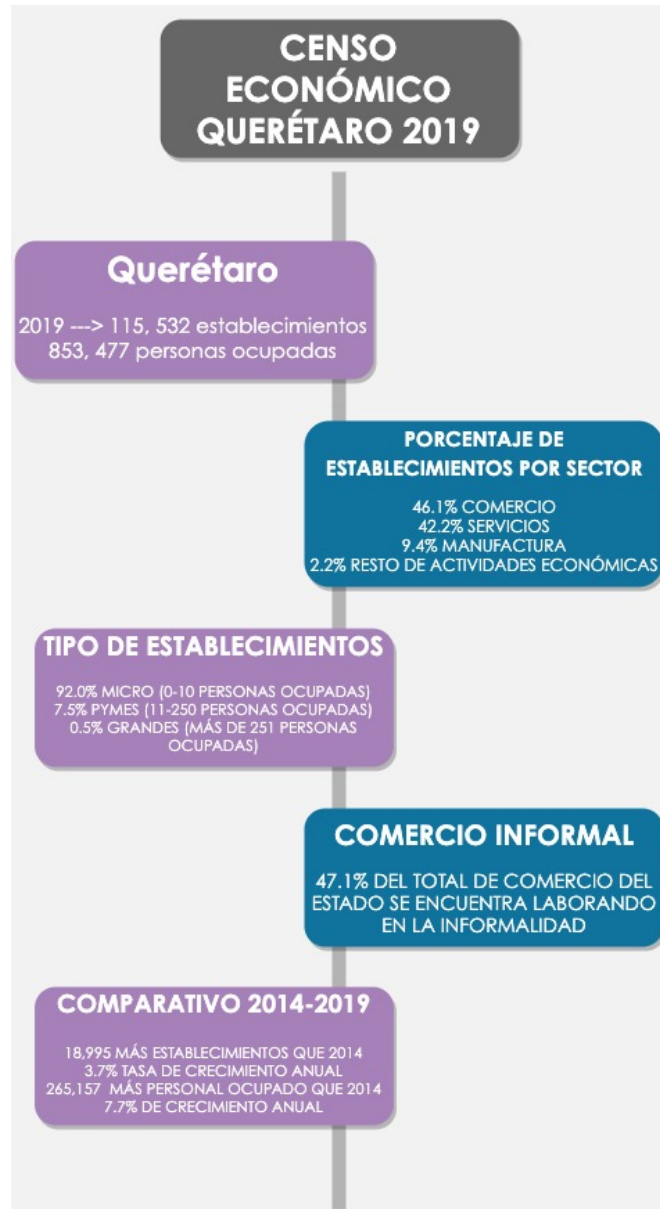 CENSO
ECONÓMICO
QUERÉTARO 2019
Querétaro
2019 ---> 115, 532 establecimientos
853, 477 personas ocupadas
PORCENTAJE DE
ESTABLECIMIENTOS POR SECTOR
46.1% COMERCIO
42.2% SERVICIOS
9.4% MANUFACTURA
2.2% RESTO DE ACTIVIDADES ECONÓMICAS
TIPO DE ESTABLECIMIENTOS
92.0% MICRO (0-10 PERSONAS OCUPADAS)
7.5% PYMES (11-250 PERSONAS OCUPADAS)
0.5% GRANDES (MÁS DE 251 PERSONAS
OCUPADAS)
COMERCIO INFORMAL
47.1% DEL TOTAL DE COMERCIO DEL
ESTADO SE ENCUENTRA LABORANDO
EN LA INFORMALIDAD
COMPARATIVO 2014-2019
18,995 MÁS ESTABLECIMIENTOS QUE 2014
3.7% TASA DE CRECIMIENTO ANUAL
265,157 MÁS PERSONAL OCUPADO QUE 2014
7.7% DE CRECIMIENTO ANUAL